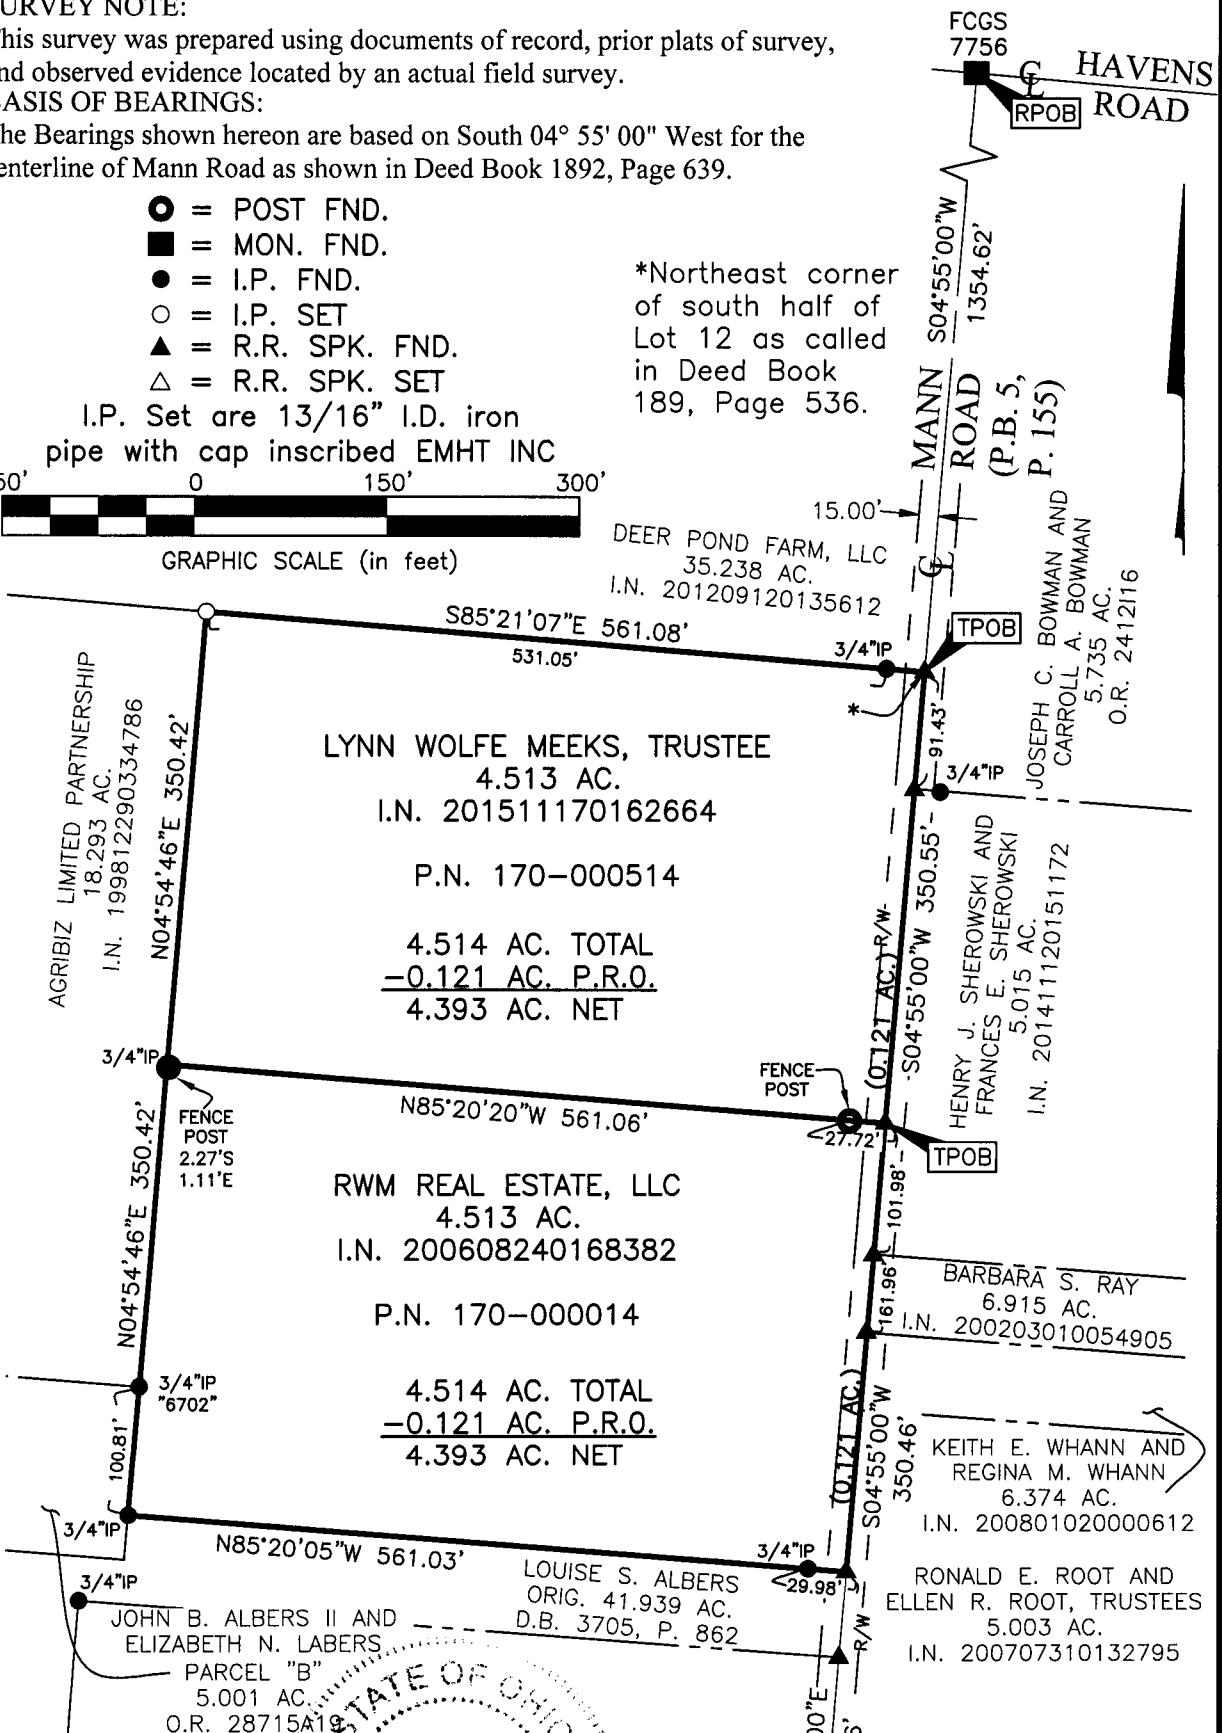 URVEY NOTE:
his survey was prepared using documents of record, prior plats of survey,
nd observed evidence located by an actual field survey.
ASIS OF BEARINGS:
he Bearings shown hereon are based on South 04° 55' 00" West for the
enterline of Mann Road as shown in Deed Book 1892, Page 639.
= POST FND.
= MON. FND.
= I.P. FND.
= I.P. SET
= R.R. SPK. FND.
= R.R. SPK. SET
I.P. Set are 13/16" I.D. iron
pipe with cap inscribed EMHT INC
50'
0
150'
300'
GRAPHIC SCALE (in feet)
FCGS
7756
HAVENS
ROAD
RPOB
S04°55'00"W
1354.62'
*Northeast corner
of south half of
Lot 12 as called
in Deed Book
189, Page 536.
MANN
ROAD
(P.B. 5,
P. 155)
15.00'
DEER POND FARM, LLC
35.238 AC.
I.N. 201209120135612
S85°21'07"E 561.08'
531.05'
3/4"IP
TPOB
*
91.43'
3/4"IP
JOSEPH C. BOWMAN AND
CARROLL A. BOWMAN
5.735 AC.
O.R. 2412I16
AGRIBIZ LIMITED PARTNERSHIP
18.293 AC.
I.N. 199812290334786
N04°54'46"E 350.42'
LYNN WOLFE MEEKS, TRUSTEE
4.513 AC.
I.N. 201511170162664
P.N. 170-000514
4.514 AC. TOTAL
-0.121 AC. P.R.O.
4.393 AC. NET
(0.121 AC.)
R/W
S04°55'00"W 350.55'
HENRY J. SHEROWSKI AND
FRANCES E. SHEROWSKI
5.015 AC.
I.N. 201411120151172
3/4"IP
FENCE
POST
2.27'S
1.11'E
N85°20'20"W 561.06'
FENCE
POST
27.72'
TPOB
N04°54'46"E 350.42'
RWM REAL ESTATE, LLC
4.513 AC.
I.N. 200608240168382
P.N. 170-000014
4.514 AC. TOTAL
-0.121 AC. P.R.O.
4.393 AC. NET
101.98'
161.96'
BARBARA S. RAY
6.915 AC.
I.N. 200203010054905
3/4"IP
"6702"
100.81'
(0.121 AC.)
S04°55'00"W
350.46'
KEITH E. WHANN AND
REGINA M. WHANN
6.374 AC.
I.N. 200801020000612
3/4"IP
N85°20'05"W 561.03'
3/4"IP
29.98'
LOUISE S. ALBERS
ORIG. 41.939 AC.
D.B. 3705, P. 862
RONALD E. ROOT AND
ELLEN R. ROOT, TRUSTEES
5.003 AC.
I.N. 200707310132795
3/4"IP
JOHN B. ALBERS II AND
ELIZABETH N. LABERS
PARCEL "B"
5.001 AC.
O.R. 28715A19
R/W
STATE OF OHIO
00"E